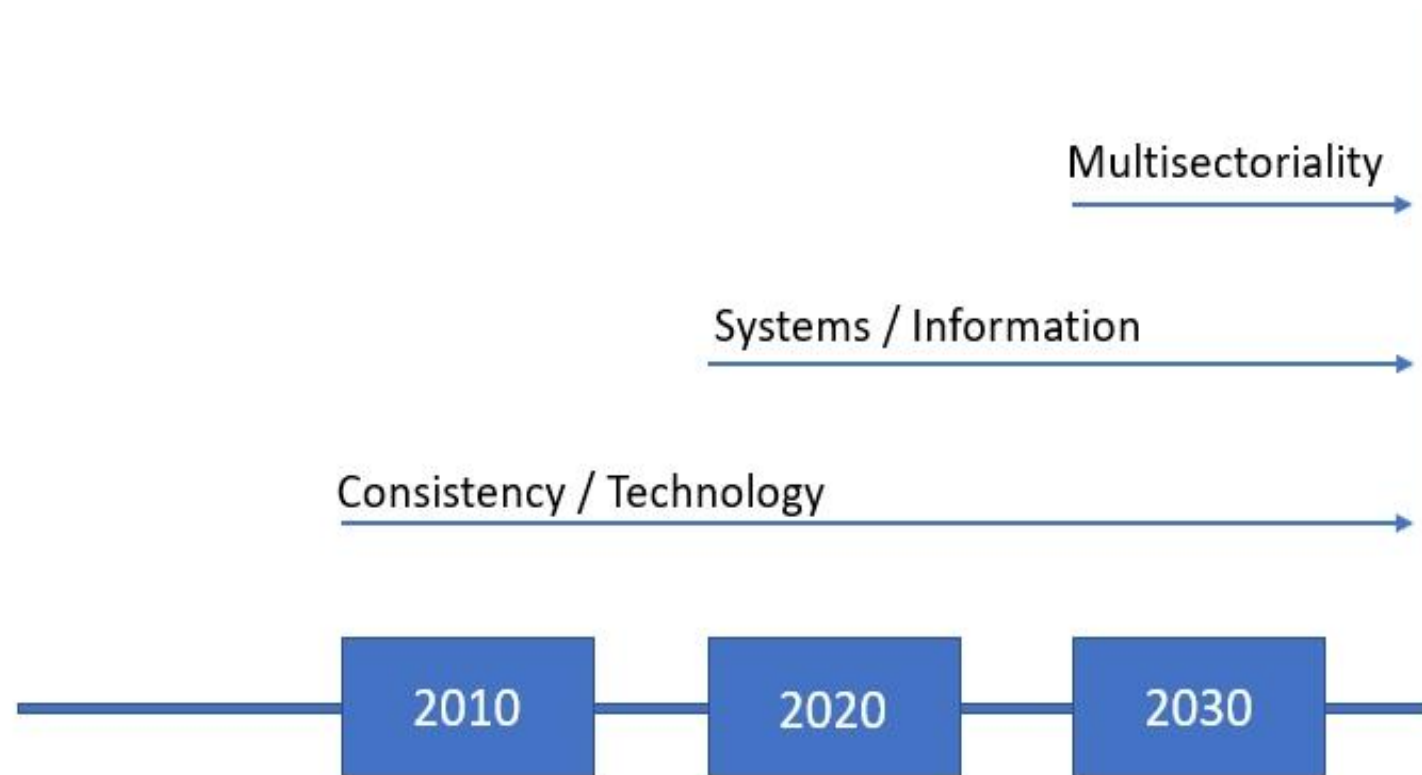 Multisectoriality
Systems / Information
Consistency / Technology
2010
2020
2030